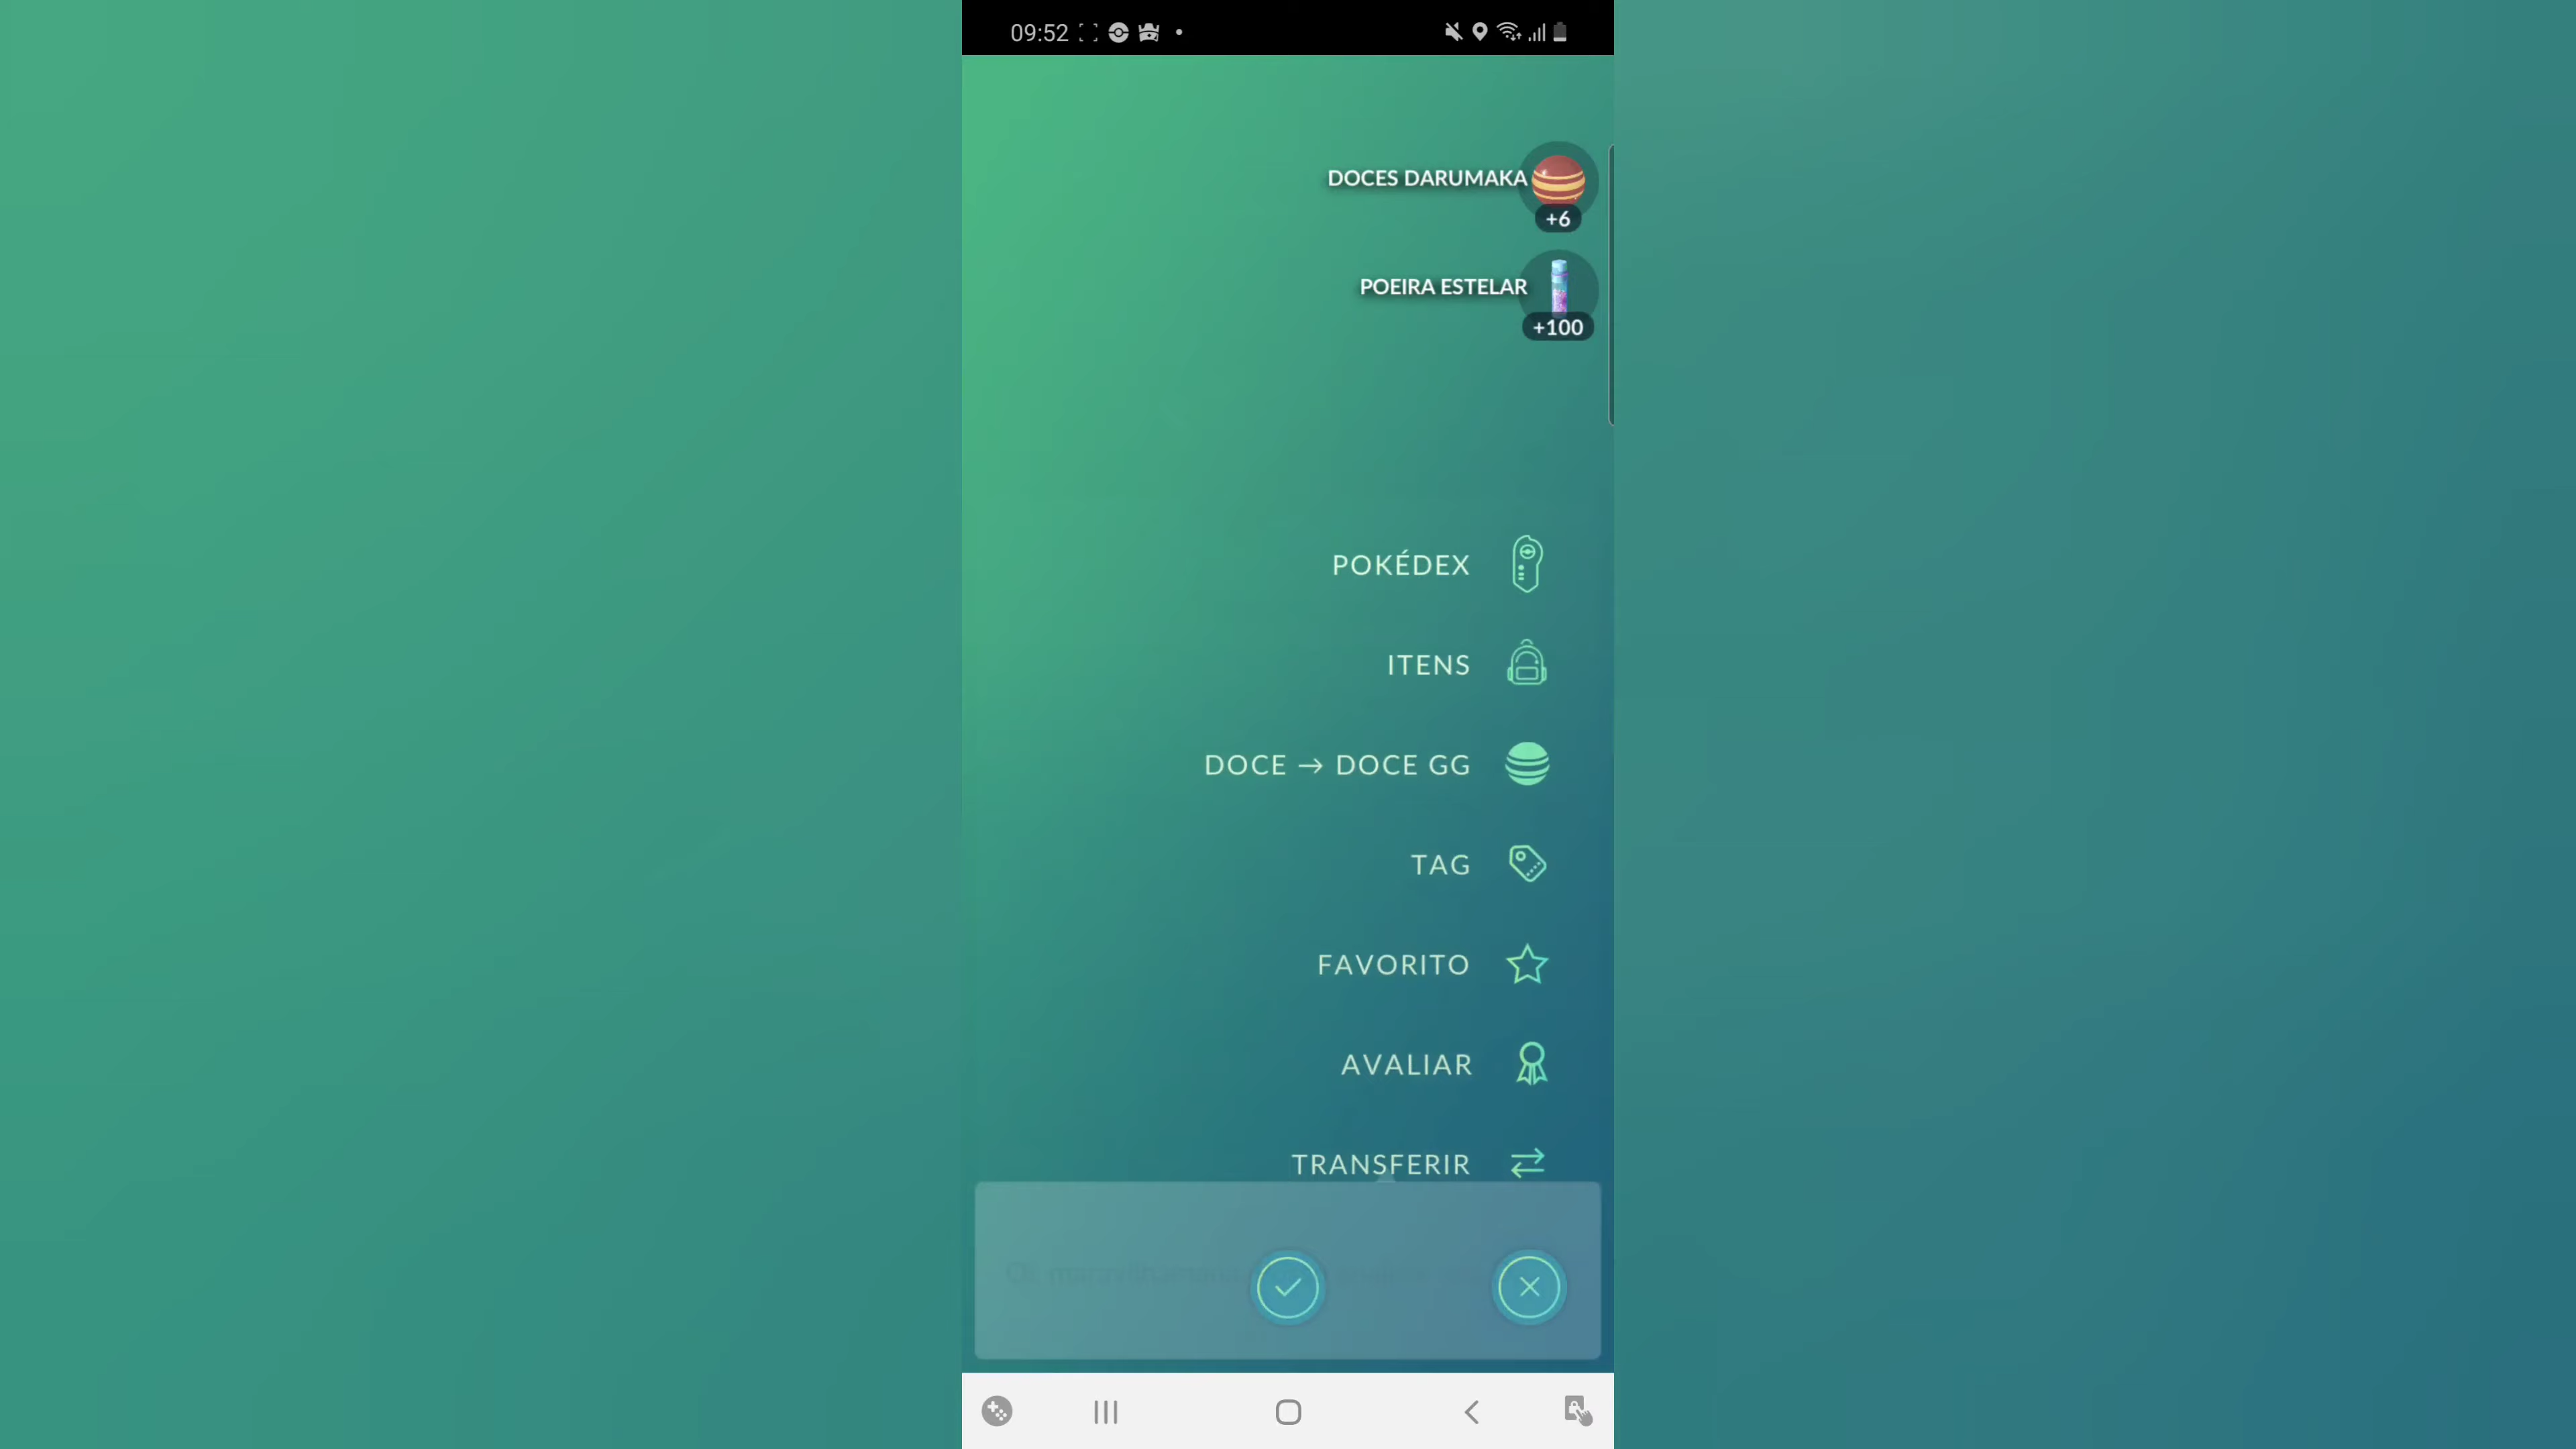 09:52
DOCES DARUMAKA
+6
POEIRA ESTELAR
+100
POKÉDEX
ITENS
DOCE → DOCE GG
TAG
FAVORITO
AVALIAR
TRANSFERIR